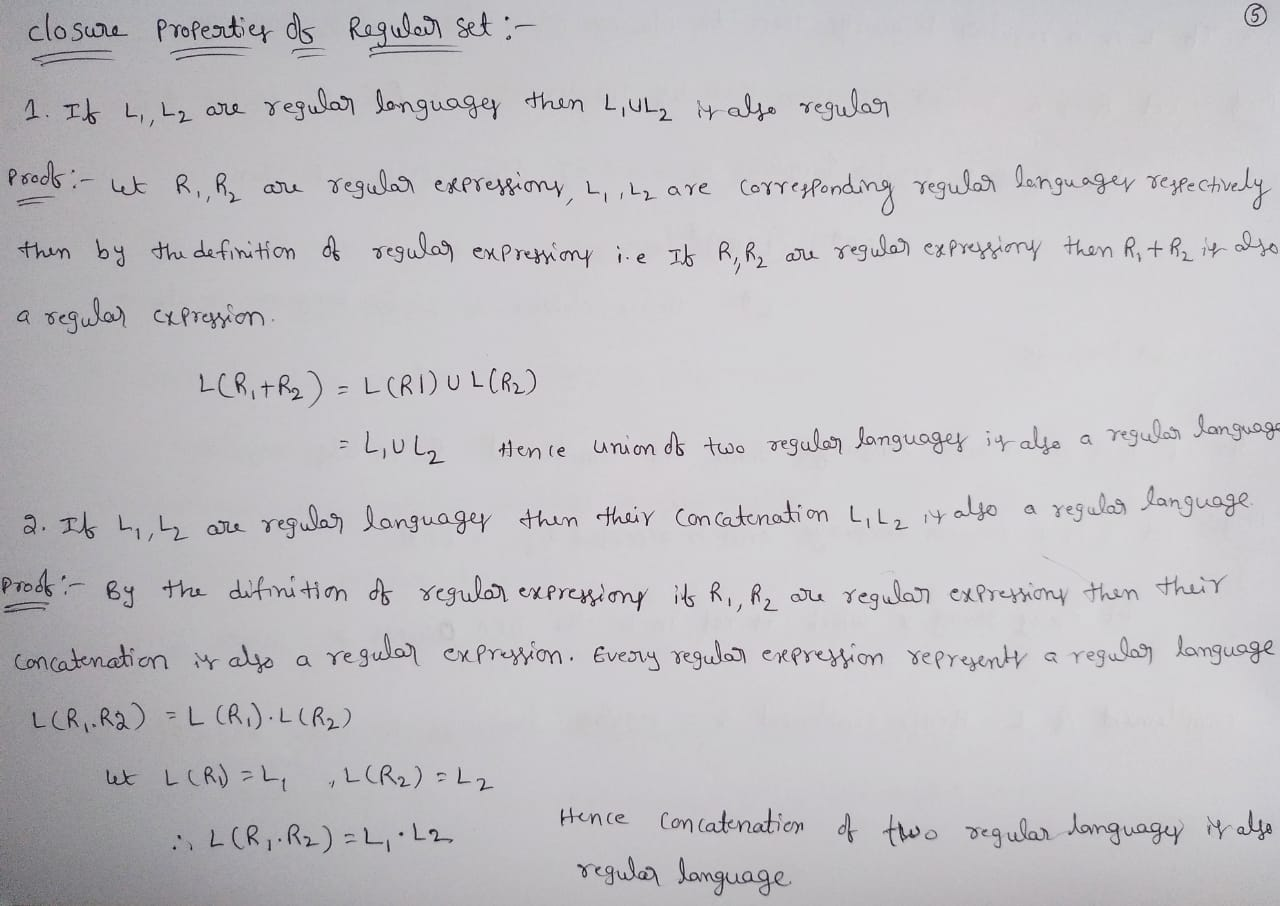 closure Properties of Regular set :- ⑤
1. If L₁, L₂ are regular languages then L₁UL₂ is also regular
Proof :- let R₁, R₂ are regular expressions, L₁, L₂ are corresponding regular languages respectively
then by the definition of regular expressions i.e If R₁, R₂ are regular expressions then R₁ + R₂ is also
a regular expression.
L(R₁+R₂) = L(R1) U L(R₂)
= L₁ U L₂ Hence union of two regular languages is also a regular language
2. If L₁, L₂ are regular languages then their concatenation L₁L₂ is also a regular language.
Proof :- By the difinition of regular expressions if R₁, R₂ are regular expressions then their
concatenation is also a regular expression. Every regular expression represents a regular language
L(R₁.R2) = L(R₁).L(R₂)
let L(R₁) = L₁ , L(R₂) = L2
∴ L(R₁.R₂) = L₁.L2 Hence concatenation of two regular languages is also
regular language